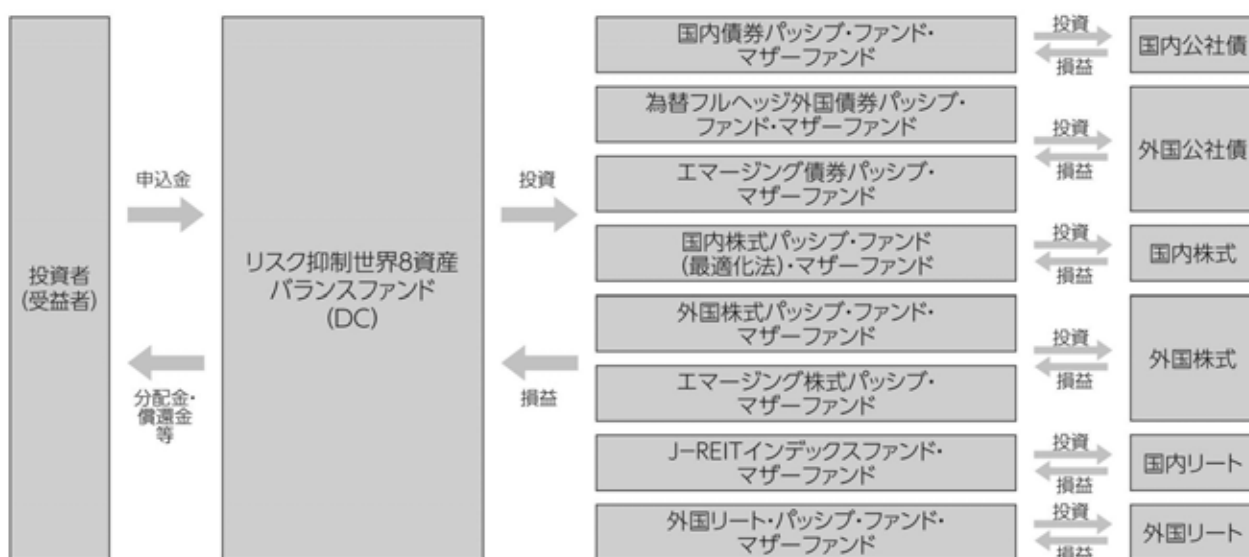 投資者
(受益者)
申込金
分配金・
償還金
等
リスク抑制世界8資産
バランスファンド
(DC)
投資
損益
国内債券パッシブ・ファンド・
マザーファンド
投資
損益
国内公社債
為替フルヘッジ外国債券パッシブ・
ファンド・マザーファンド
エマージング債券パッシブ・
マザーファンド
投資
損益
外国公社債
国内株式パッシブ・ファンド
(最適化法)・マザーファンド
投資
損益
国内株式
外国株式パッシブ・ファンド・
マザーファンド
エマージング株式パッシブ・
マザーファンド
投資
損益
外国株式
J−REITインデックスファンド・
マザーファンド
投資
損益
国内リート
外国リート・パッシブ・ファンド・
マザーファンド
投資
損益
外国リート